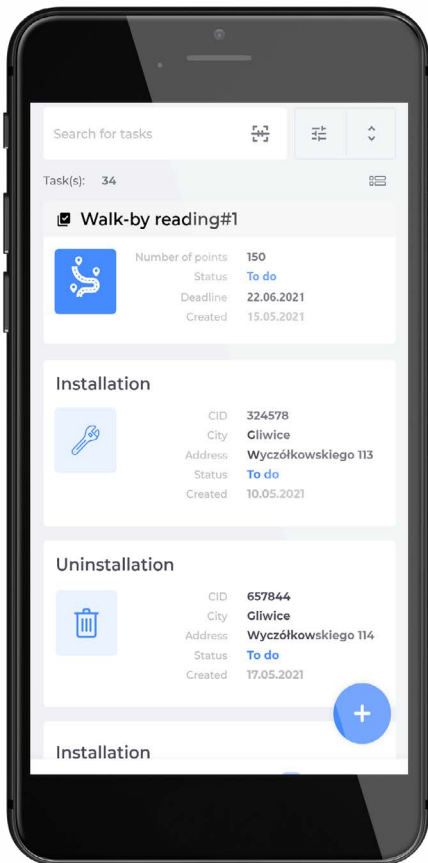 Search for tasks
Task(s): 34
Walk-by reading#1
Number of points 150
Status To do
Deadline 22.06.2021
Created 15.05.2021
Installation
CID 324578
City Gliwice
Address Wyczółkowskiego 113
Status To do
Created 10.05.2021
Uninstallation
CID 657844
City Gliwice
Address Wyczółkowskiego 114
Status To do
Created 17.05.2021
Installation